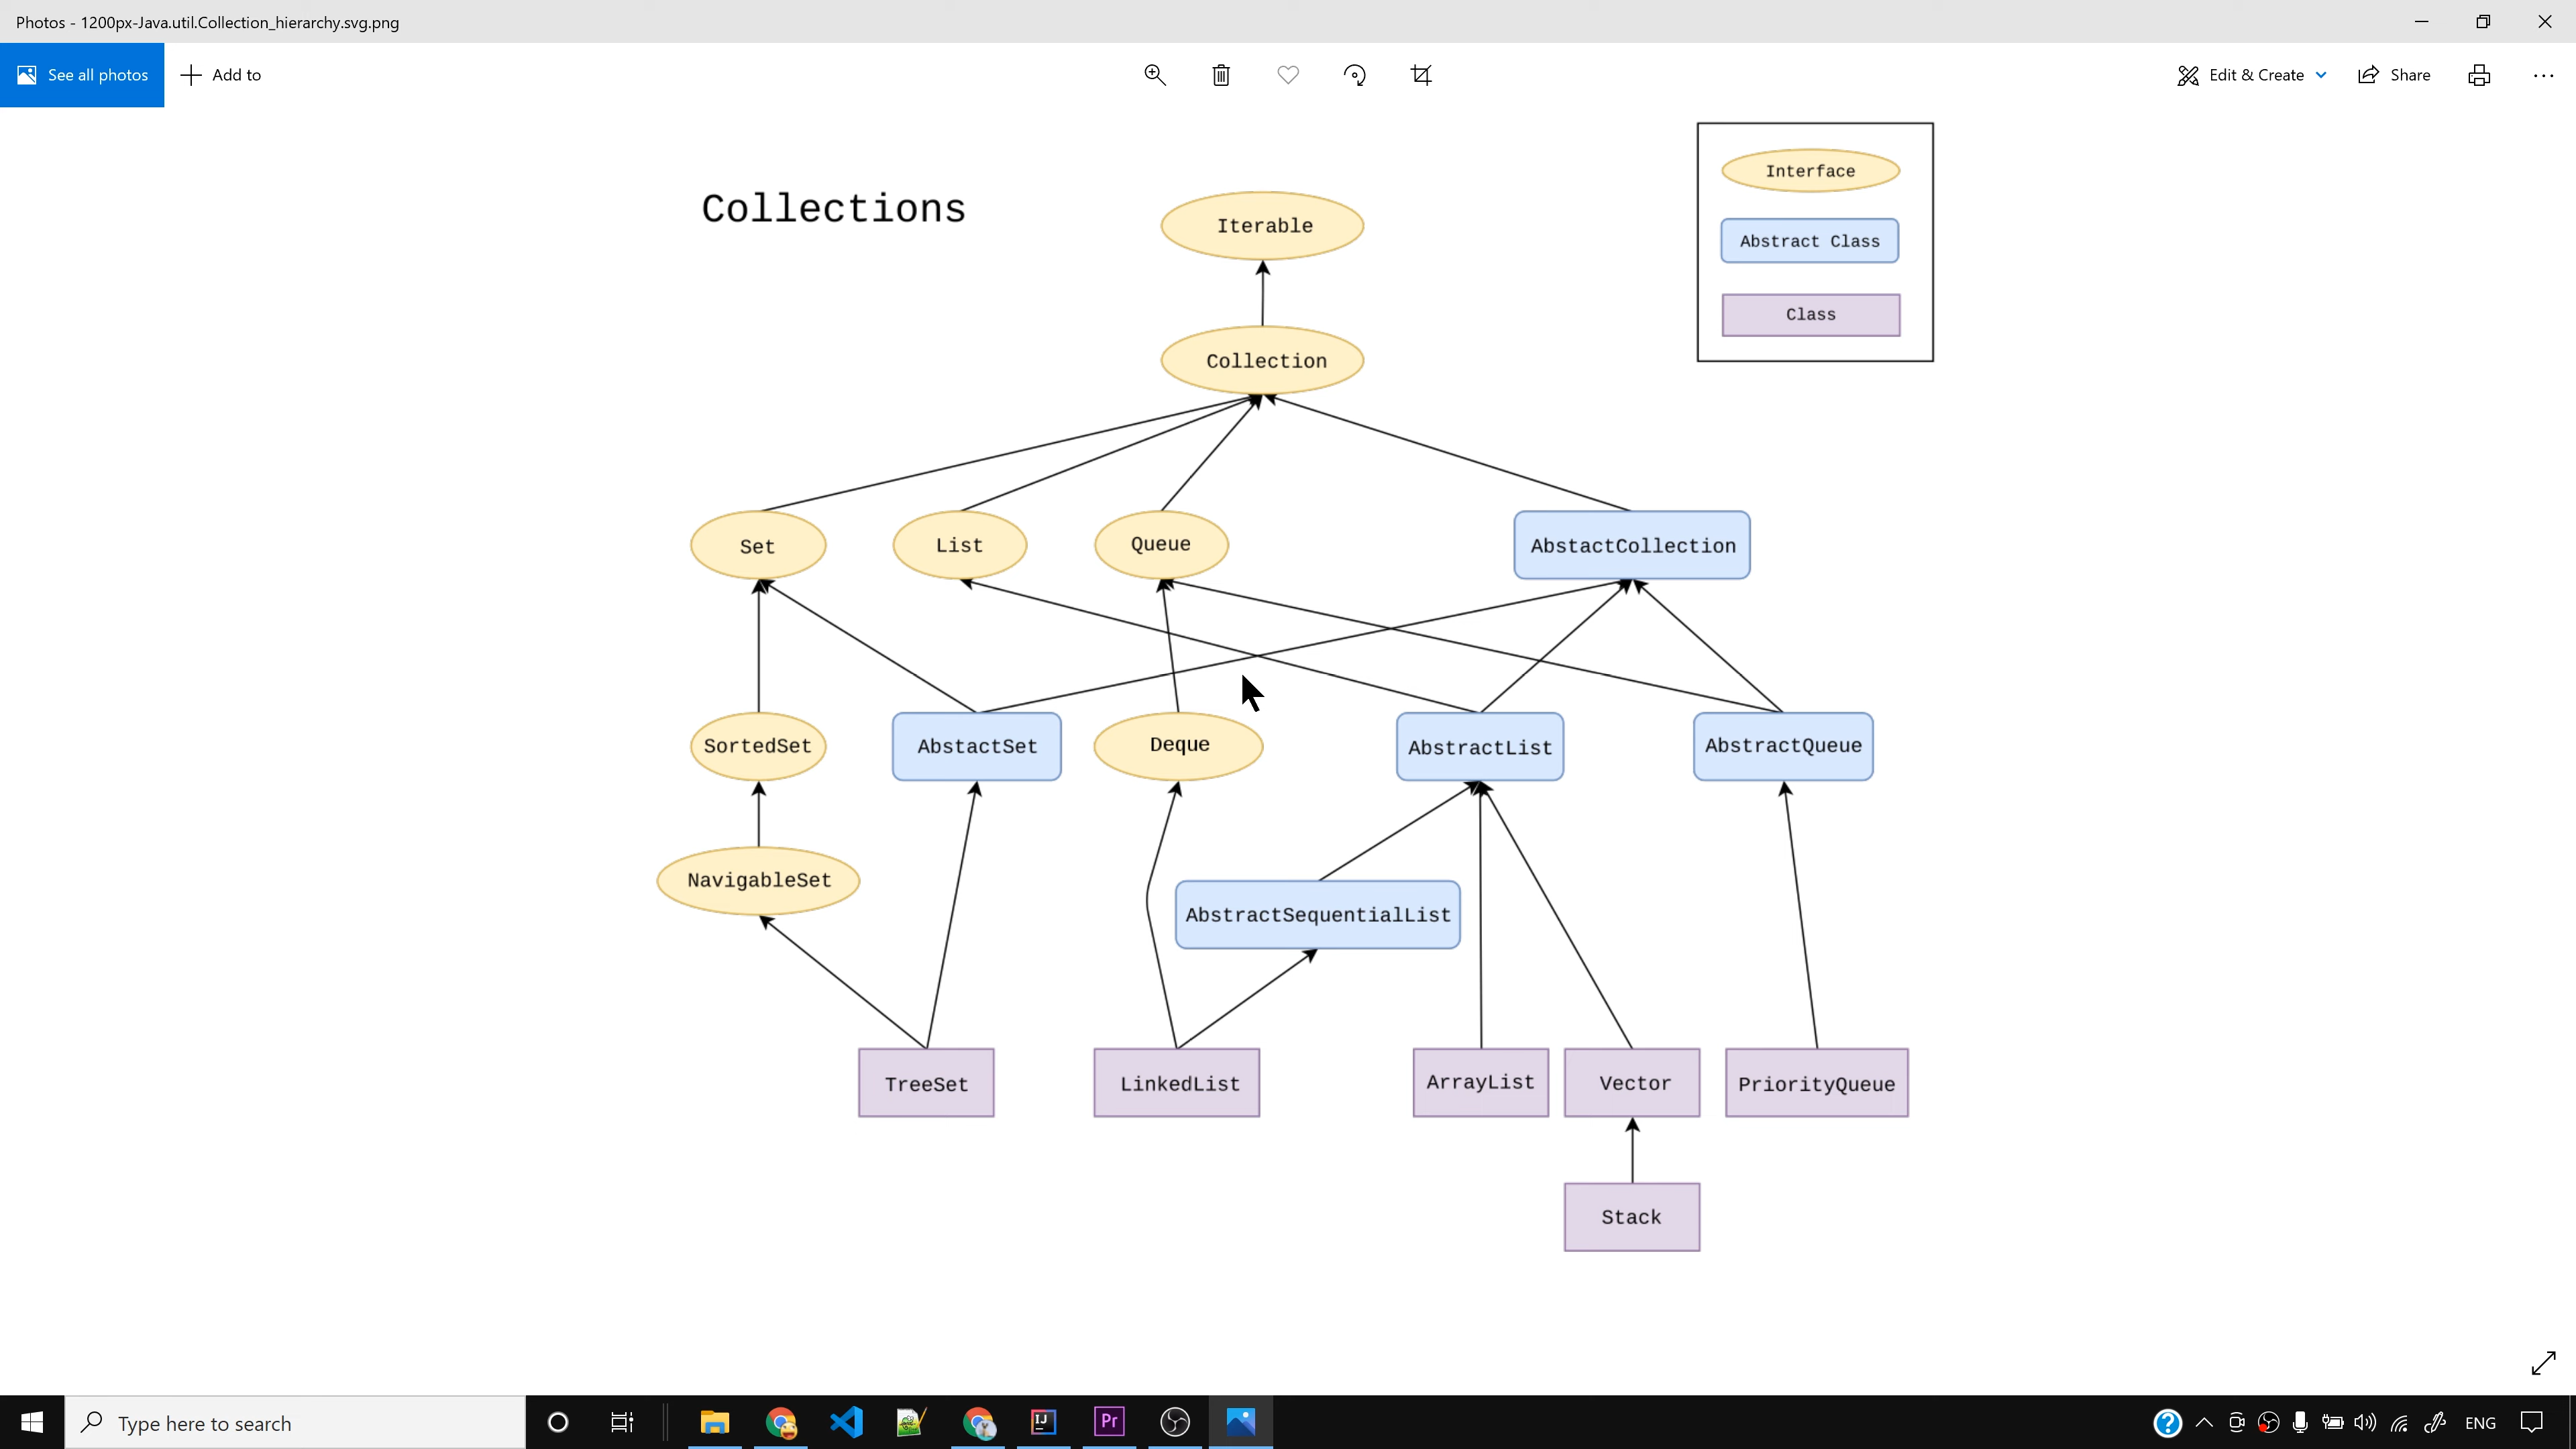 Photos - 1200px-Java.util.Collection_hierarchy.svg.png
See all photos
Add to
Edit & Create
Share
Collections
Interface
Abstract Class
Class
Iterable
Collection
Set
List
Queue
AbstactCollection
SortedSet
AbstactSet
Deque
AbstractList
AbstractQueue
NavigableSet
AbstractSequentialList
TreeSet
LinkedList
ArrayList
Vector
PriorityQueue
Stack
Type here to search
IJ
Pr
?
ENG